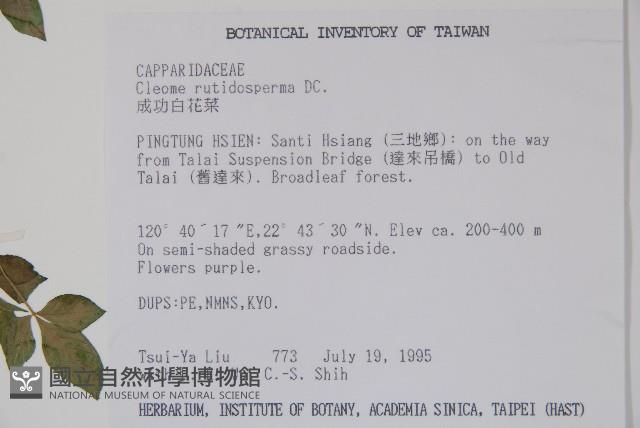 BOTANICAL INVENTORY OF TAIWAN
CAPPARIDACEAE
Cleome rutidosperma DC.
成功白花菜
PINGTUNG HSIEN: Santi Hsiang (三地鄉): on the way
from Talai Suspension Bridge (達來吊橋) to Old
Talai (舊達來). Broadleaf forest.
120° 40´17 ″E,22° 43´30 ″N. Elev ca. 200-400 m
On semi-shaded grassy roadside.
Flowers purple.
DUPS:PE,NMNS,KYO.
Tsui-Ya Liu 773 July 19, 1995
C.-S. Shih
國立自然科學博物館
NATIONAL MUSEUM OF NATURAL SCIENCE
HERBARIUM, INSTITUTE OF BOTANY, ACADEMIA SINICA, TAIPEI (HAST)